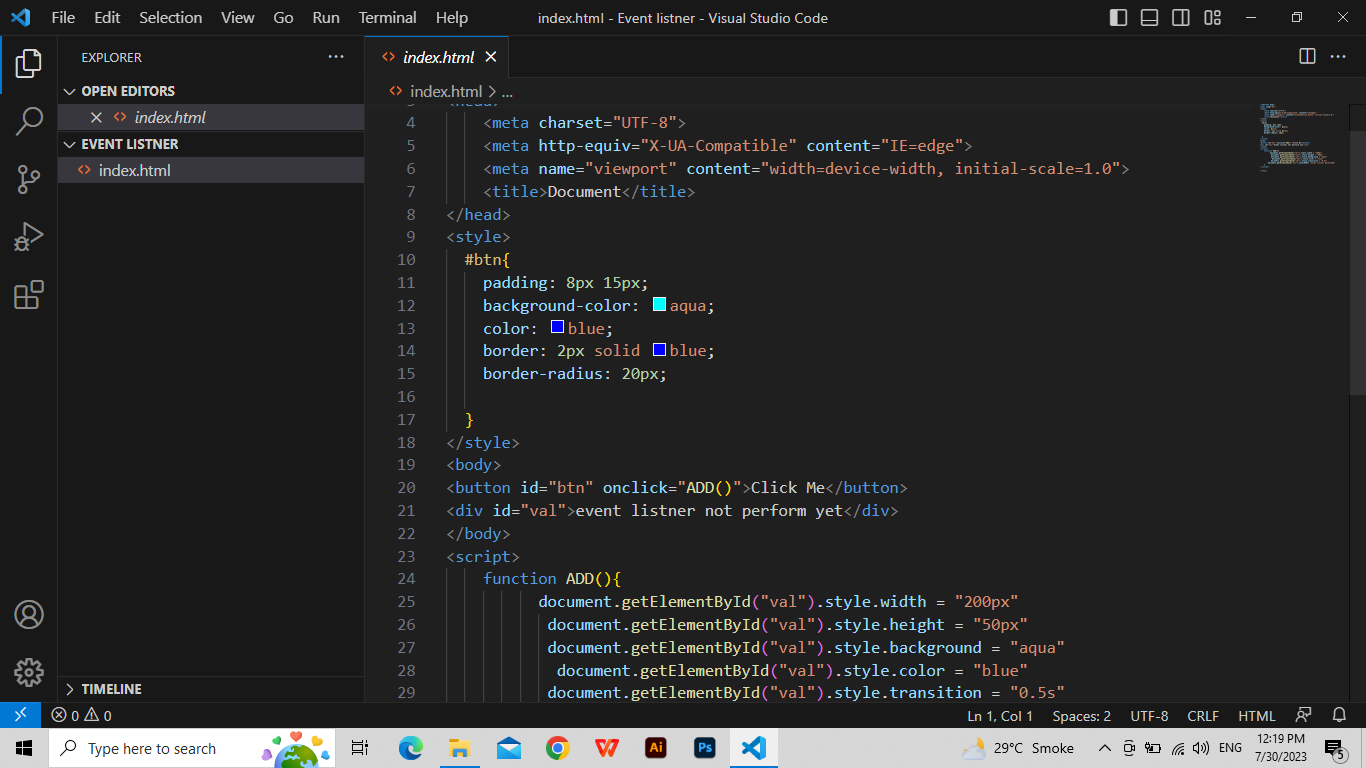 File Edit Selection View Go Run Terminal Help
index.html - Event listner - Visual Studio Code
EXPLORER
OPEN EDITORS
index.html
EVENT LISTNER
index.html
TIMELINE
index.html
index.html > ...
4 <meta charset="UTF-8">
5 <meta http-equiv="X-UA-Compatible" content="IE=edge">
6 <meta name="viewport" content="width=device-width, initial-scale=1.0">
7 <title>Document</title>
8 </head>
9 <style>
10 #btn{
11 padding: 8px 15px;
12 background-color: aqua;
13 color: blue;
14 border: 2px solid blue;
15 border-radius: 20px;
16
17 }
18 </style>
19 <body>
20 <button id="btn" onclick="ADD()">Click Me</button>
21 <div id="val">event listner not perform yet</div>
22 </body>
23 <script>
24 function ADD(){
25 document.getElementById("val").style.width = "200px"
26 document.getElementById("val").style.height = "50px"
27 document.getElementById("val").style.background = "aqua"
28 document.getElementById("val").style.color = "blue"
29 document.getElementById("val").style.transition = "0.5s"
0 0
Ln 1, Col 1 Spaces: 2 UTF-8 CRLF HTML
Type here to search
W Ai Ps
29°C Smoke
ENG
12:19 PM
7/30/2023
5